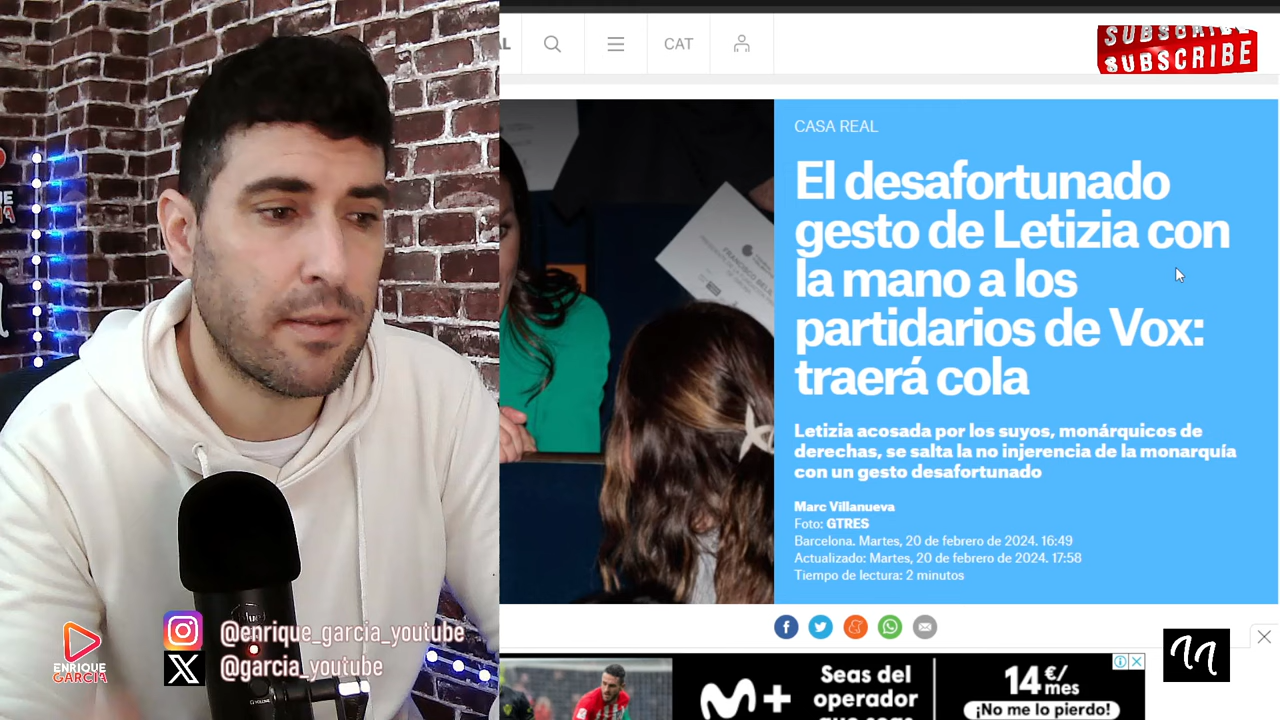 AL
CAT
SUBSCRIBE
SUBSCRIBE
CASA REAL
El desafortunado
gesto de Letizia con
la mano a los
partidarios de Vox:
traerá cola
Letizia acosada por los suyos, monárquicos de
derechas, se salta la no injerencia de la monarquía
con un gesto desafortunado
Marc Villanueva
Foto: GTRES
Barcelona. Martes, 20 de febrero de 2024. 16:49
Actualizado: Martes, 20 de febrero de 2024. 17:58
Tiempo de lectura: 2 minutos
ENRIQUE
GARCIA
@enrique_garcia_youtube
@garcia_youtube
Seas del
operador
que seas
14€/
mes
¡No me lo pierdo!